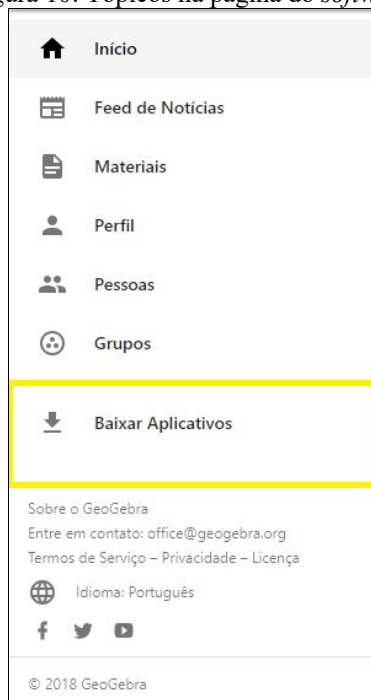 10: Tópicos na página do
Início
Feed de Notícias
Materiais
Perfil
Pessoas
Grupos
Baixar Aplicativos
Sobre o GeoGebra
Entre em contato: office@geogebra.org
Termos de Serviço – Privacidade – Licença
Idioma: Português
© 2018 GeoGebra